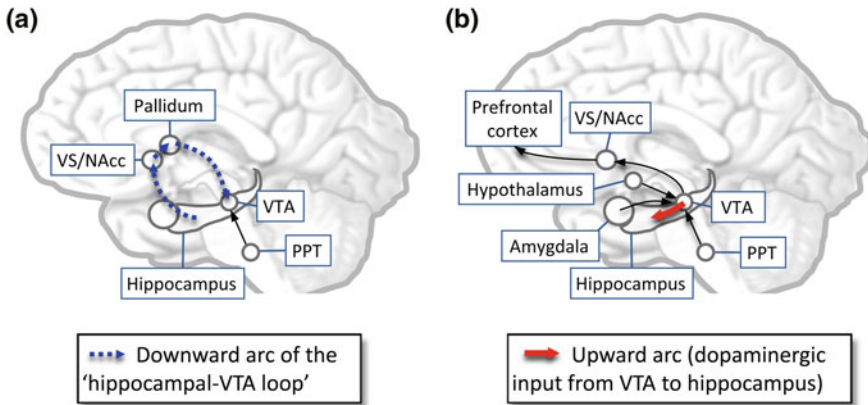 (a)
Pallidum
VS/NAcc
VTA
PPT
Hippocampus
Downward arc of the
‘hippocampal-VTA loop’
(b)
Prefrontal
cortex
VS/NAcc
Hypothalamus
VTA
Amygdala
PPT
Hippocampus
Upward arc (dopaminergic
input from VTA to hippocampus)